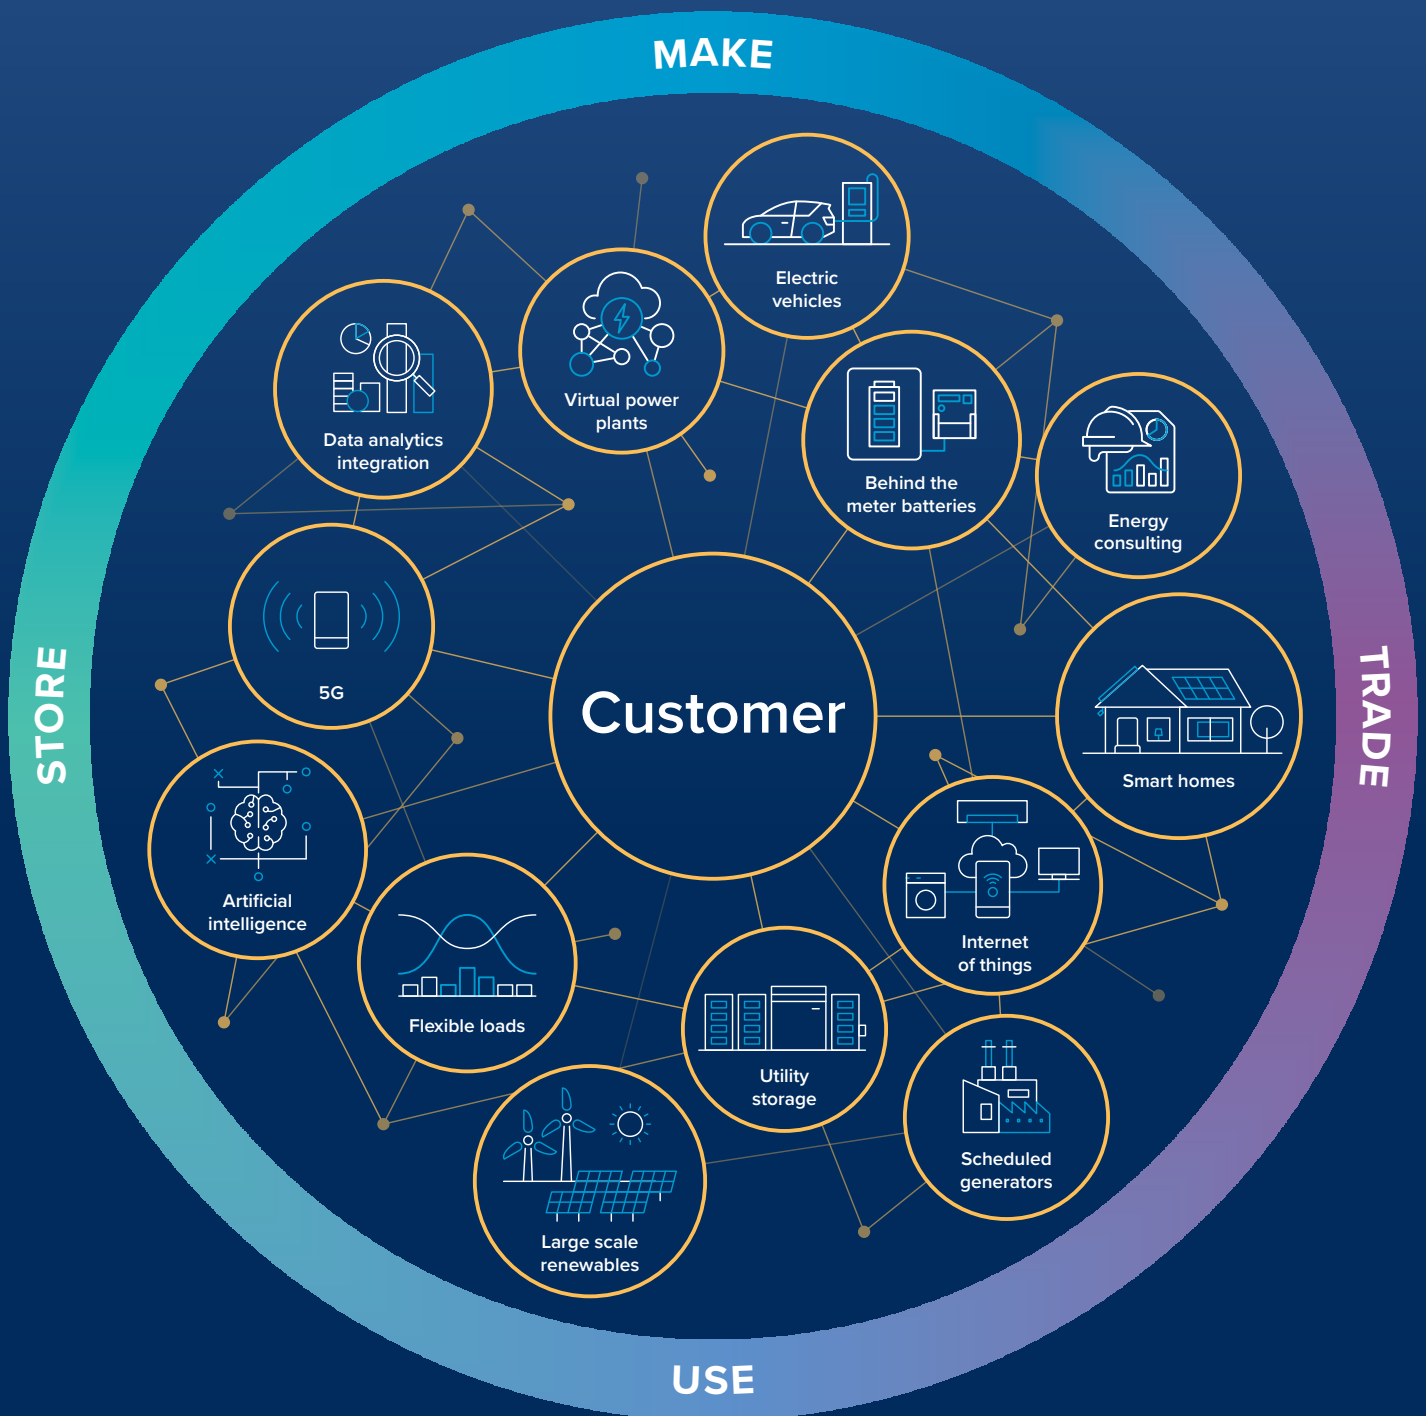 MAKE
Electric
vehicles
Virtual power
plants
Data analytics
integration
Behind the
meter batteries
Energy
consulting
5G
STORE
Customer
TRADE
Smart homes
Artificial
intelligence
Internet
of things
Flexible loads
Utility
storage
Scheduled
generators
Large scale
renewables
USE